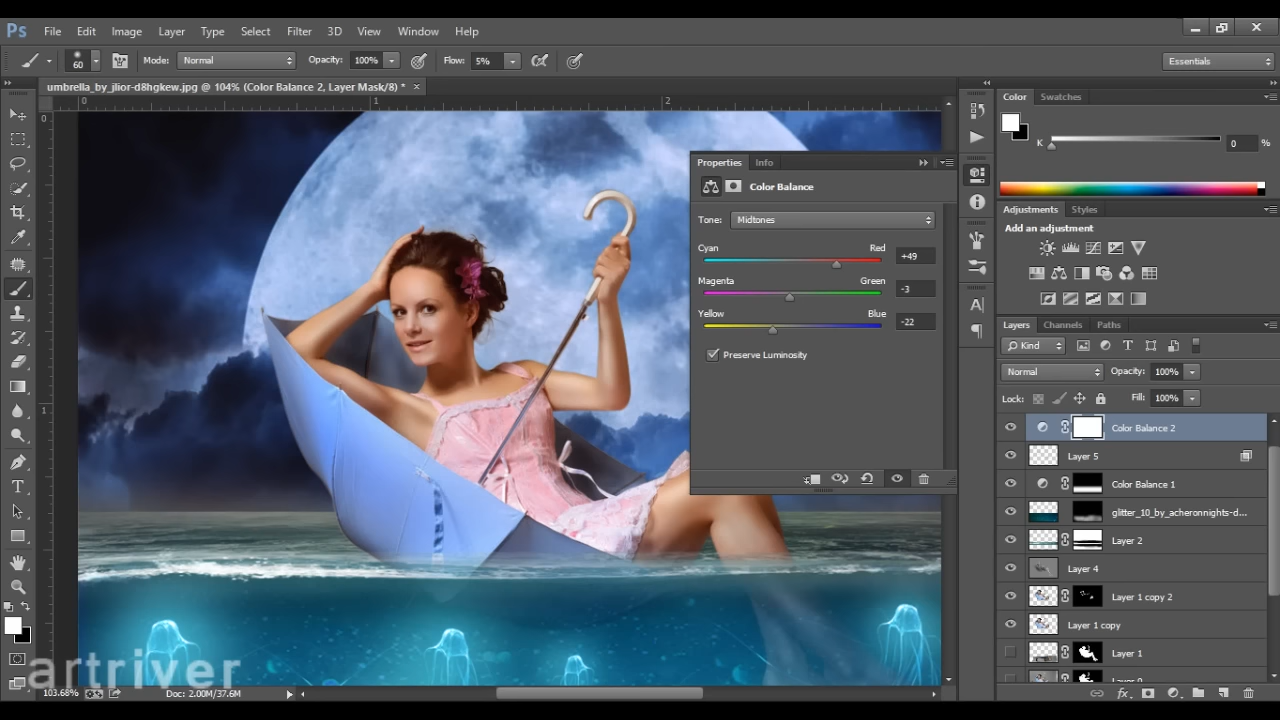 Ps File Edit Image Layer Type Select Filter 3D View Window Help
60 Mode: Normal Opacity: 100% Flow: 5% Essentials
umbrella_by_jlior-d8hgkew.jpg @ 104% (Color Balance 2, Layer Mask/8) * ×
0 1 2
0
1
Properties Info
Color Balance
Tone: Midtones
Cyan Red +49
Magenta Green -3
Yellow Blue -22
Preserve Luminosity
Color Swatches
K 0 %
Adjustments Styles
Add an adjustment
Layers Channels Paths
Kind
Normal Opacity: 100%
Lock: Fill: 100%
Color Balance 2
Layer 5
Color Balance 1
glitter_10_by_acheronnights-d...
Layer 2
Layer 4
Layer 1 copy 2
Layer 1 copy
Layer 1
artriver
103.68% Doc: 2.00M/37.6M